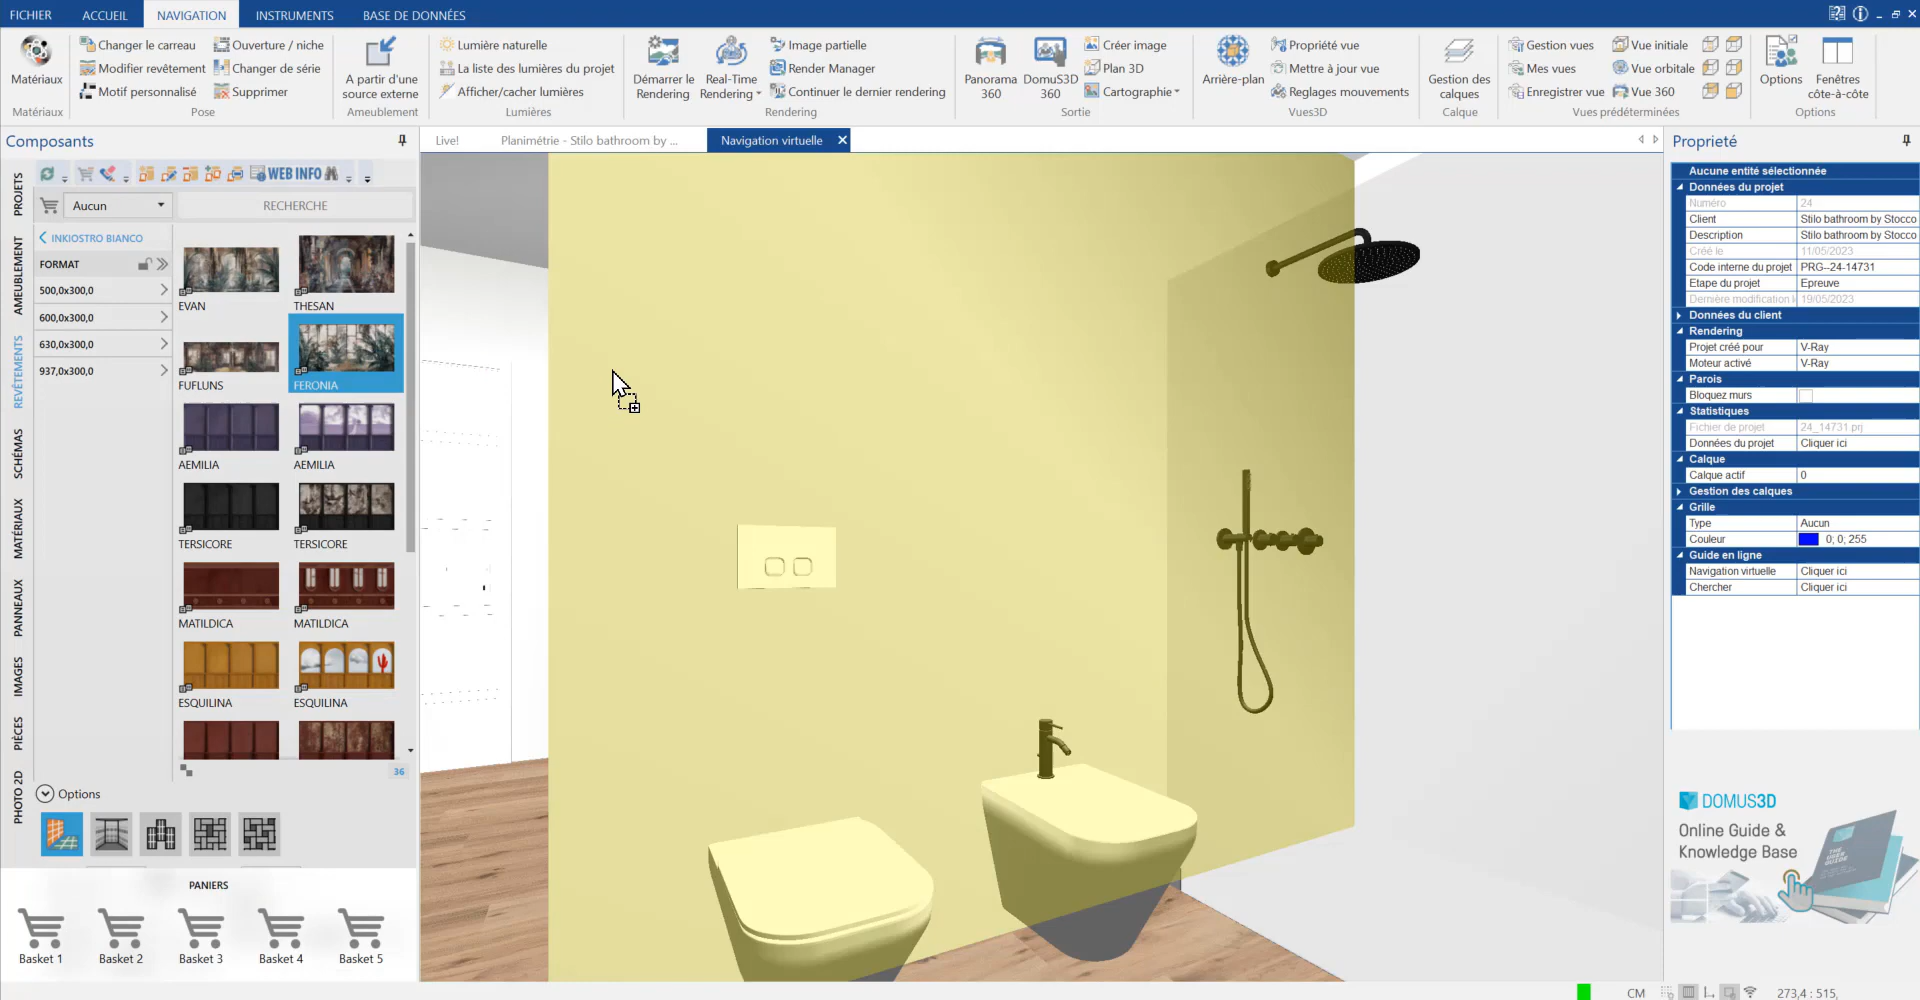 FICHIER ACCUEIL NAVIGATION INSTRUMENTS BASE DE DONNÉES
Matériaux
Matériaux
Changer le carreau
Modifier revêtement
Motif personnalisé
Ouverture / niche
Changer de série
Supprimer
Pose
A partir d'une
source externe
Ameublement
Lumière naturelle
La liste des lumières du projet
Afficher/cacher lumières
Lumières
Démarrer le
Rendering
Real-Time
Rendering
Image partielle
Render Manager
Continuer le dernier rendering
Rendering
Panorama
360
DomuS3D
360
Créer image
Plan 3D
Cartographie
Sortie
Arrière-plan
Propriété vue
Mettre à jour vue
Reglages mouvements
Vues3D
Gestion des
calques
Calque
Gestion vues
Mes vues
Enregistrer vue
Vue initiale
Vue orbitale
Vue 360
Vues prédéterminées
Options
Fenêtres
côte-à-côte
Options
Composants
WEB INFO
Aucun
RECHERCHE
PROJETS
AMEUBLEMENT
REVÊTEMENTS
SCHÉMAS
MATÉRIAUX
PANNEAUX
IMAGES
PIÈCES
PHOTO 2D
INKIOSTRO BIANCO
FORMAT
500,0x300,0
600,0x300,0
630,0x300,0
937,0x300,0
EVAN THESAN
FUFLUNS FERONIA
AEMILIA AEMILIA
TERSICORE TERSICORE
MATILDICA MATILDICA
ESQUILINA ESQUILINA
36
Options
PANIERS
Basket 1 Basket 2 Basket 3 Basket 4 Basket 5
Live! Planimétrie - Stilo bathroom by ... Navigation virtuelle
Proprieté
Aucune entité sélectionnée
Données du projet
Numéro 24
Client Stilo bathroom by Stocco
Description Stilo bathroom by Stocco
Créé le 11/05/2023
Code interne du projet PRG--24-14731
Etape du projet Epreuve
Dernière modification l 19/05/2023
Données du client
Rendering
Projet créé pour V-Ray
Moteur activé V-Ray
Parois
Bloquez murs
Statistiques
Fichier de projet 24_14731.prj
Données du projet Cliquer ici
Calque
Calque actif 0
Gestion des calques
Grille
Type Aucun
Couleur 0; 0; 255
Guide en ligne
Navigation virtuelle Cliquer ici
Chercher Cliquer ici
DOMUS3D
Online Guide &
Knowledge Base
THE
USER
GUIDE
CM 273,4 : 515,